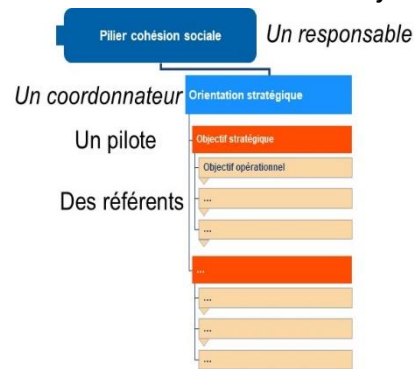 Pilier cohésion sociale
Un responsable
Un coordonnateur
Orientation stratégique
Un pilote
Objectif stratégique
Objectif opérationnel
Des référents
...
...
...
...
...
...